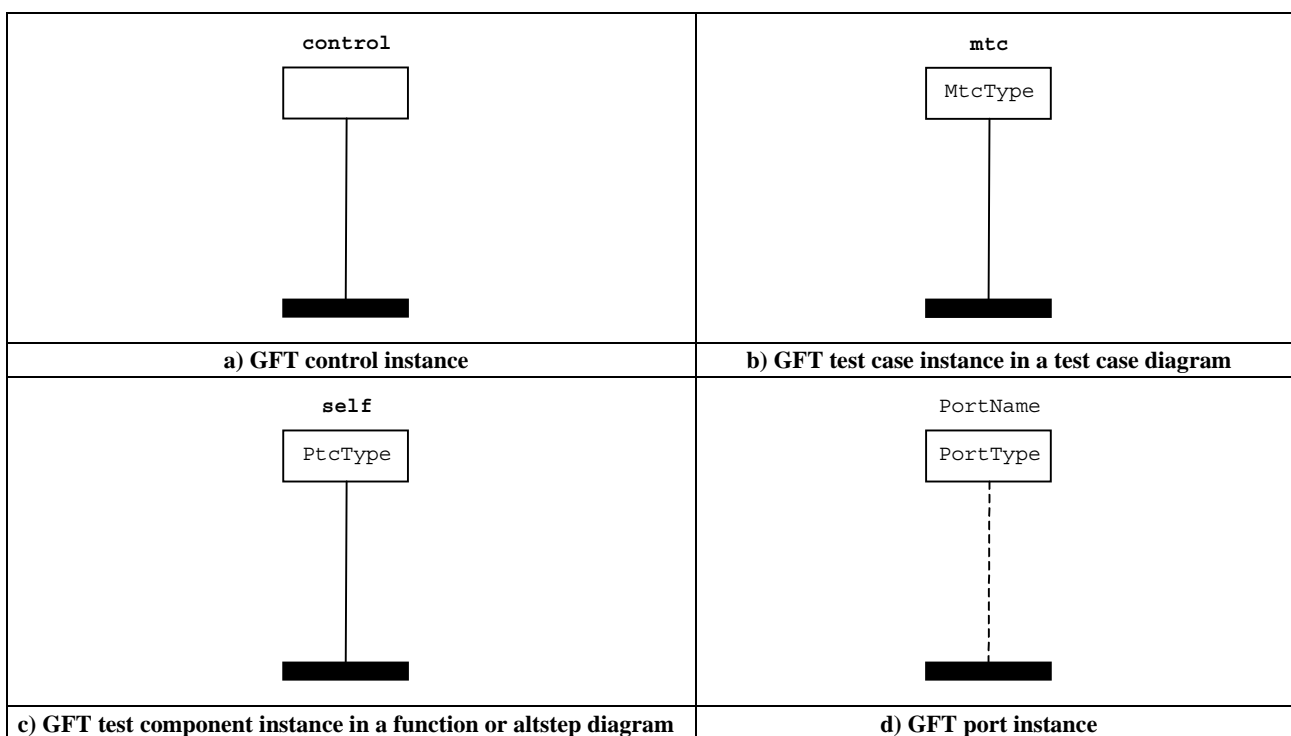 control
mtc
MtcType
a) GFT control instance
b) GFT test case instance in a test case diagram
self
PortName
PtcType
PortType
c) GFT test component instance in a function or altstep diagram
d) GFT port instance